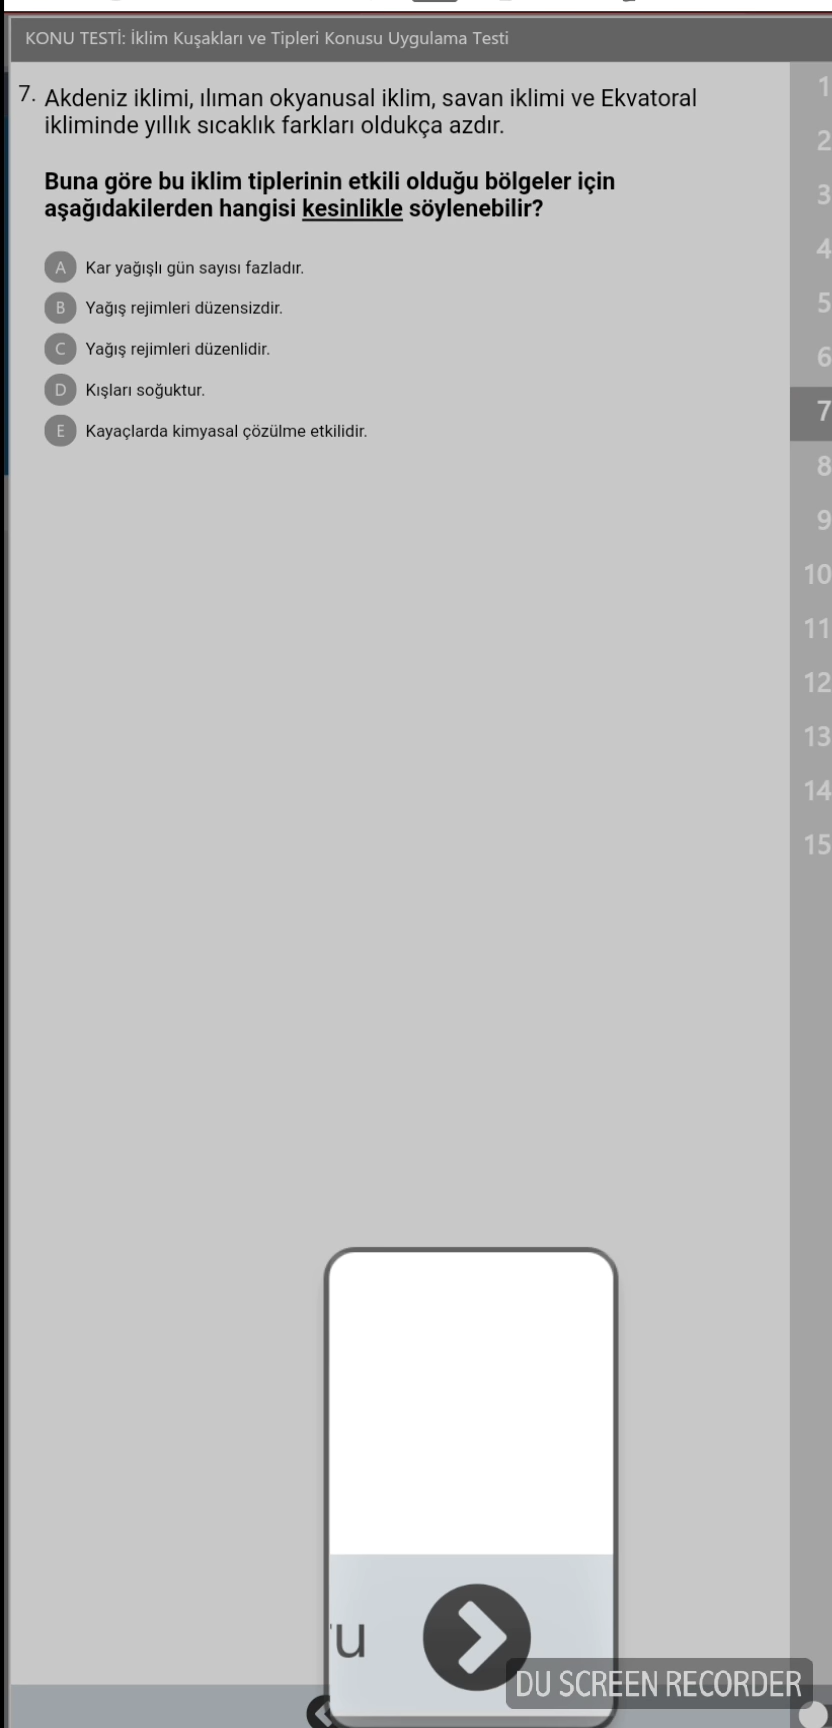 KONU TESTİ: İklim Kuşakları ve Tipleri Konusu Uygulama Testi
7. Akdeniz iklimi, ılıman okyanusal iklim, savan iklimi ve Ekvatoral
ikliminde yıllık sıcaklık farkları oldukça azdır.
Buna göre bu iklim tiplerinin etkili olduğu bölgeler için
aşağıdakilerden hangisi kesinlikle söylenebilir?
A Kar yağışlı gün sayısı fazladır.
B Yağış rejimleri düzensizdir.
C Yağış rejimleri düzenlidir.
D Kışları soğuktur.
E Kayaçlarda kimyasal çözülme etkilidir.
1
2
3
4
5
6
7
8
9
10
11
12
13
14
15
DU SCREEN RECORDER